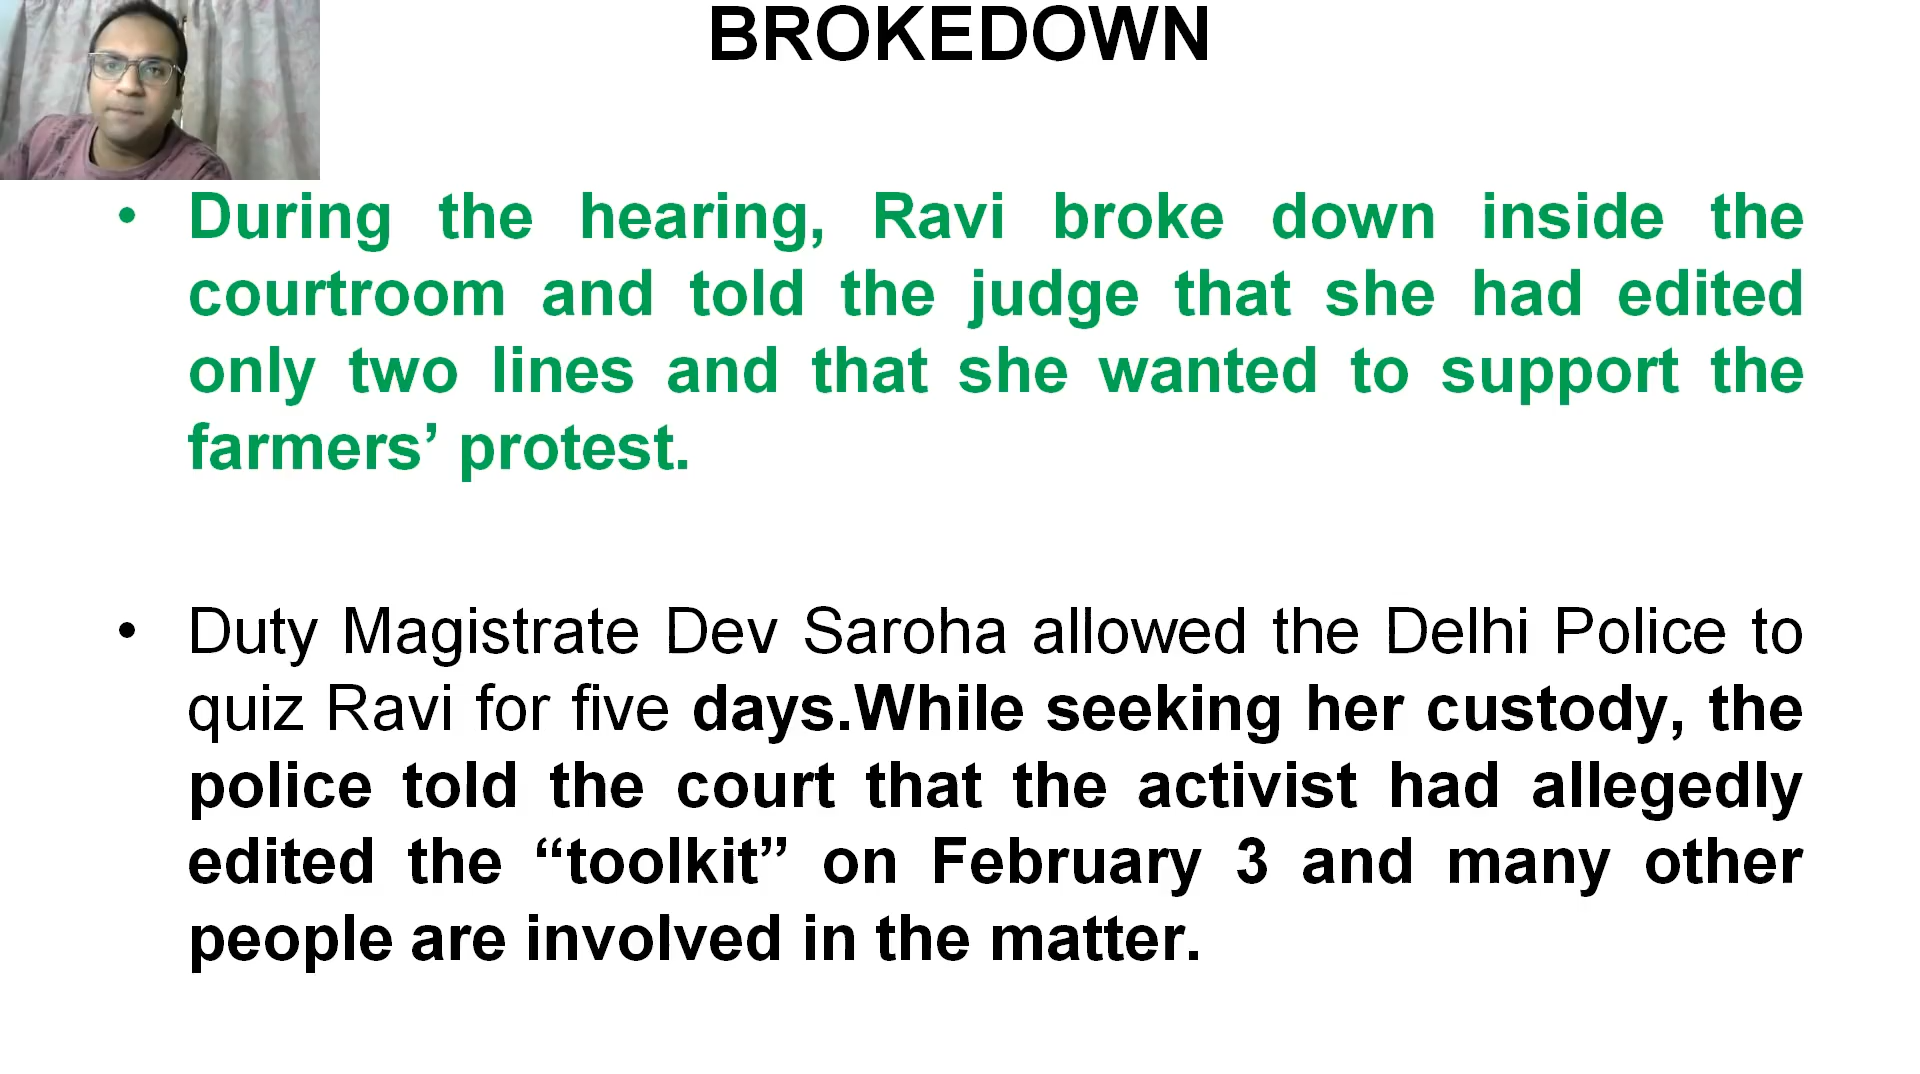 BROKEDOWN
• During the hearing, Ravi broke down inside the
courtroom and told the judge that she had edited
only two lines and that she wanted to support the
farmers’ protest.
• Duty Magistrate Dev Saroha allowed the Delhi Police to
quiz Ravi for five days.While seeking her custody, the
police told the court that the activist had allegedly
edited the “toolkit” on February 3 and many other
people are involved in the matter.